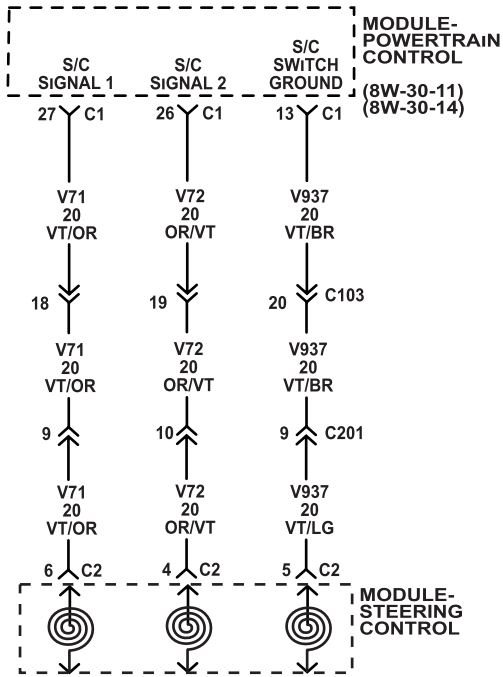 MODULE-
POWERTRAIN
CONTROL
(8W-30-11)
(8W-30-14)
S/C
SIGNAL 1
S/C
SIGNAL 2
S/C
SWITCH
GROUND
27 C1 26 C1 13 C1
V71 V72 V937
20 20 20
VT/OR OR/VT VT/BR
18 19 20 C103
V71 V72 V937
20 20 20
VT/OR OR/VT VT/BR
9 10 9 C201
V71 V72 V937
20 20 20
VT/OR OR/VT VT/LG
6 C2 4 C2 5 C2
MODULE-
STEERING
CONTROL